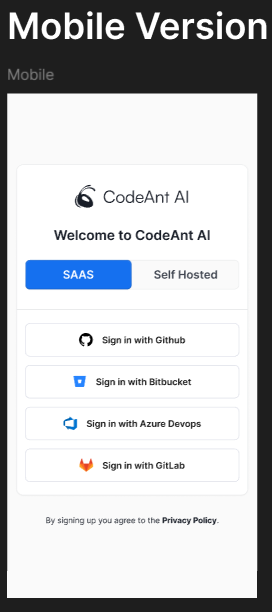 Mobile Version
Mobile
CodeAnt AI
Welcome to CodeAnt AI
SAAS
Self Hosted
Sign in with Github
Sign in with Bitbucket
Sign in with Azure Devops
Sign in with GitLab
By signing up you agree to the Privacy Policy.